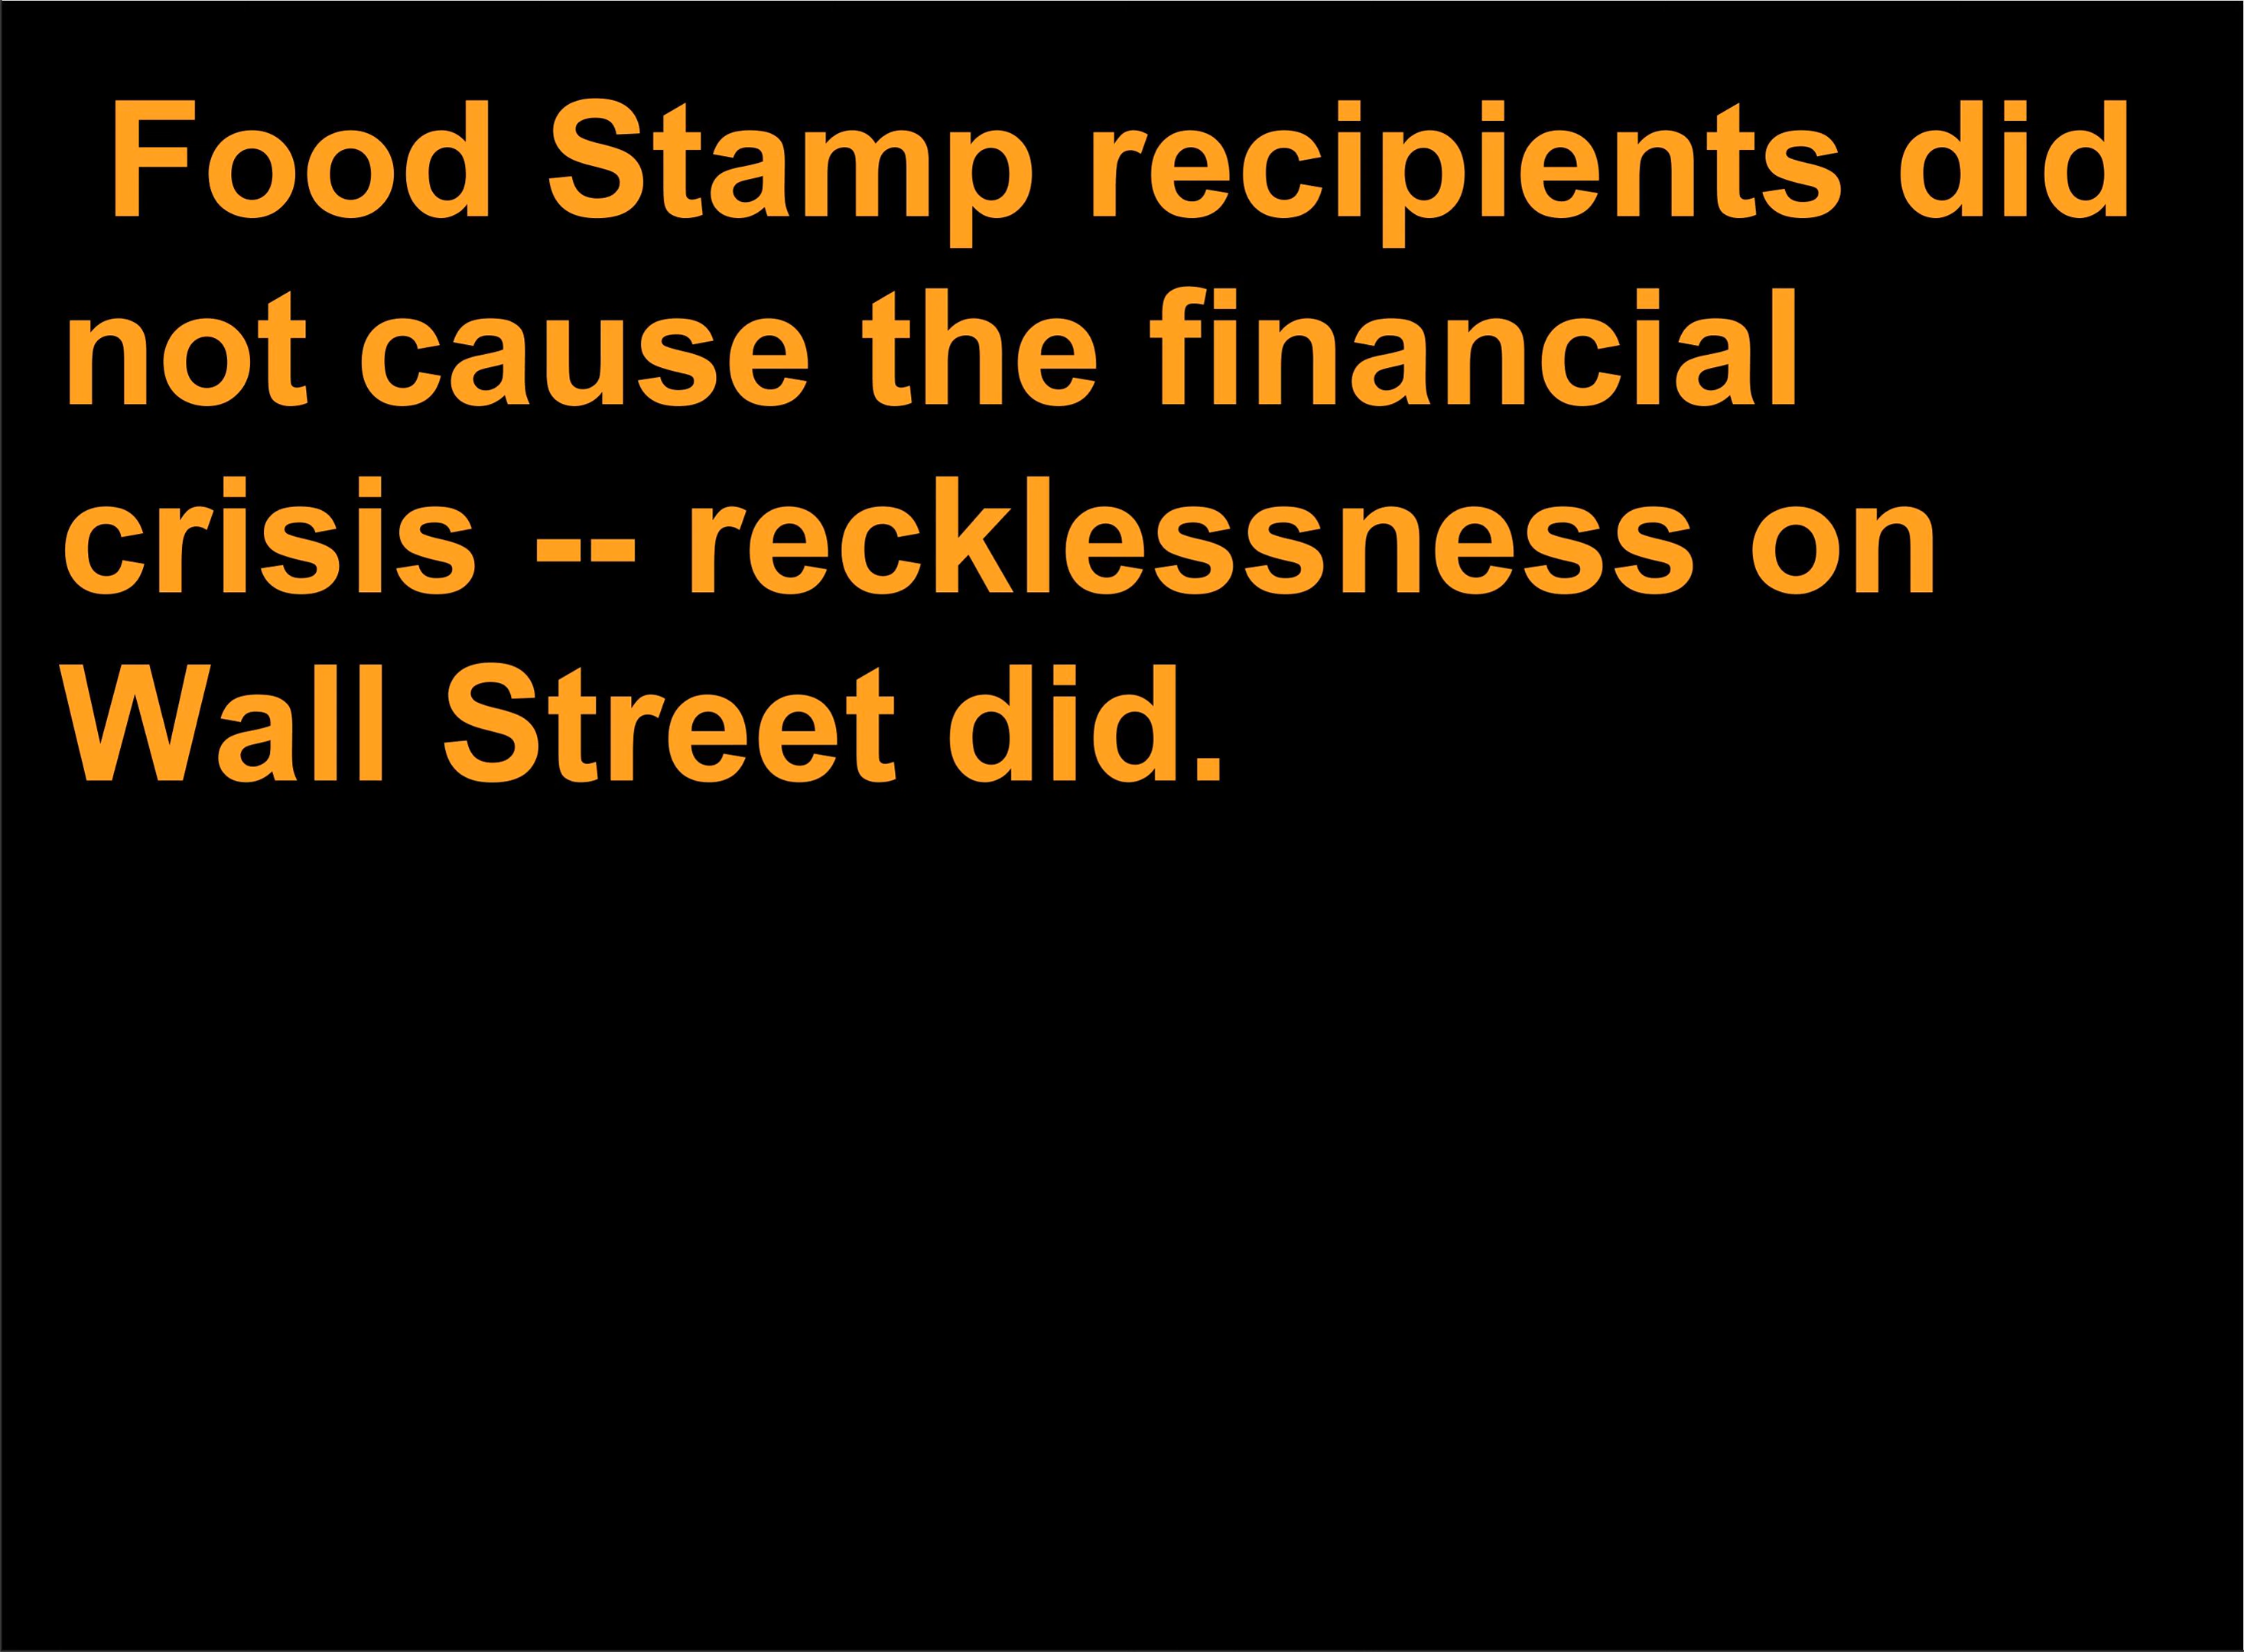 Food Stamp recipients did
not cause the financial
crisis -- recklessness on
Wall Street did.